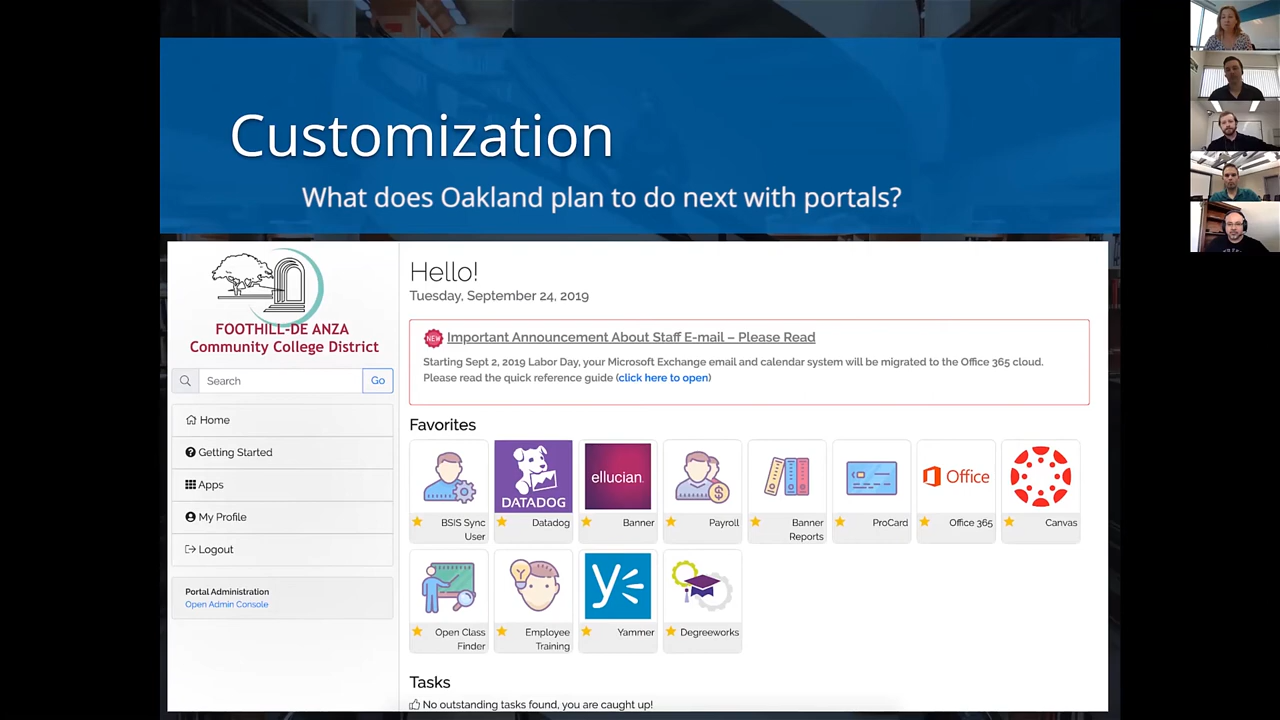 Customization
What does Oakland plan to do next with portals?
FOOTHILL-DE ANZA
Community College District
Search
Go
Home
Getting Started
Apps
My Profile
Logout
Portal Administration
Open Admin Console
Hello!
Tuesday, September 24, 2019
NEW Important Announcement About Staff E-mail – Please Read
Starting Sept 2, 2019 Labor Day, your Microsoft Exchange email and calendar system will be migrated to the Office 365 cloud.
Please read the quick reference guide (click here to open)
Favorites
DATADOG
ellucian.
Office
BSIS Sync
User
Datadog
Banner
Payroll
Banner
Reports
ProCard
Office 365
Canvas
y
Open Class
Finder
Employee
Training
Yammer
Degreeworks
Tasks
No outstanding tasks found, you are caught up!